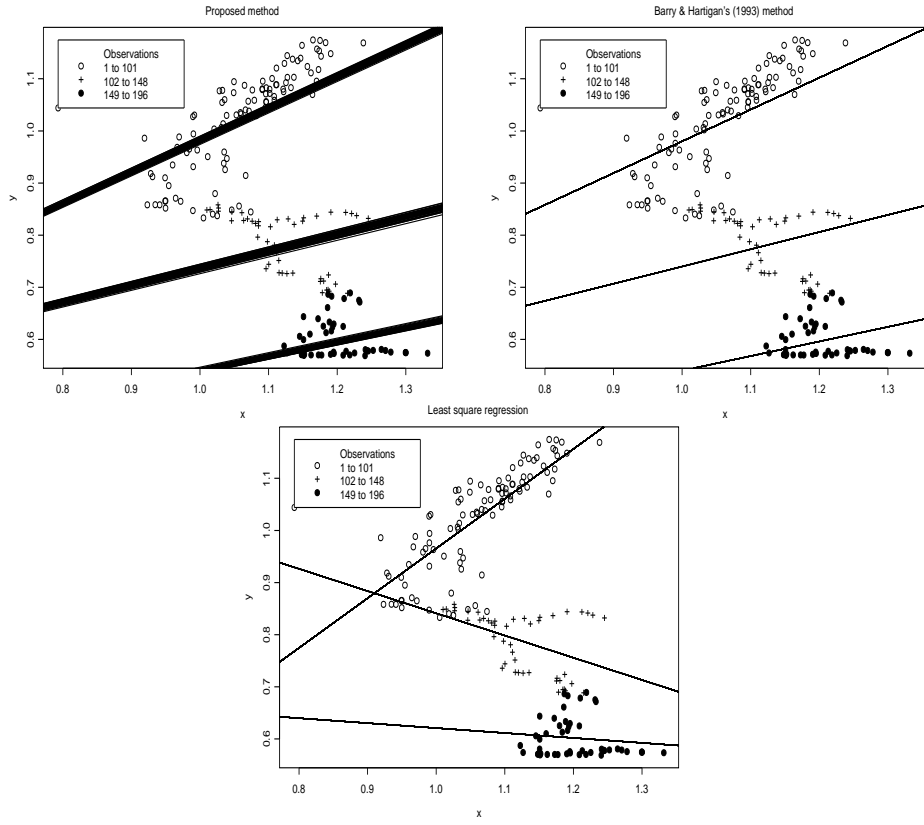 Proposed method
Observations
1 to 101
102 to 148
149 to 196
y
0.6 0.7 0.8 0.9 1.0 1.1
0.8 0.9 1.0 1.1 1.2 1.3
x
Barry & Hartigan's (1993) method
Observations
1 to 101
102 to 148
149 to 196
y
0.6 0.7 0.8 0.9 1.0 1.1
0.8 0.9 1.0 1.1 1.2 1.3
x
Least square regression
Observations
1 to 101
102 to 148
149 to 196
y
0.6 0.7 0.8 0.9 1.0 1.1
0.8 0.9 1.0 1.1 1.2 1.3
x